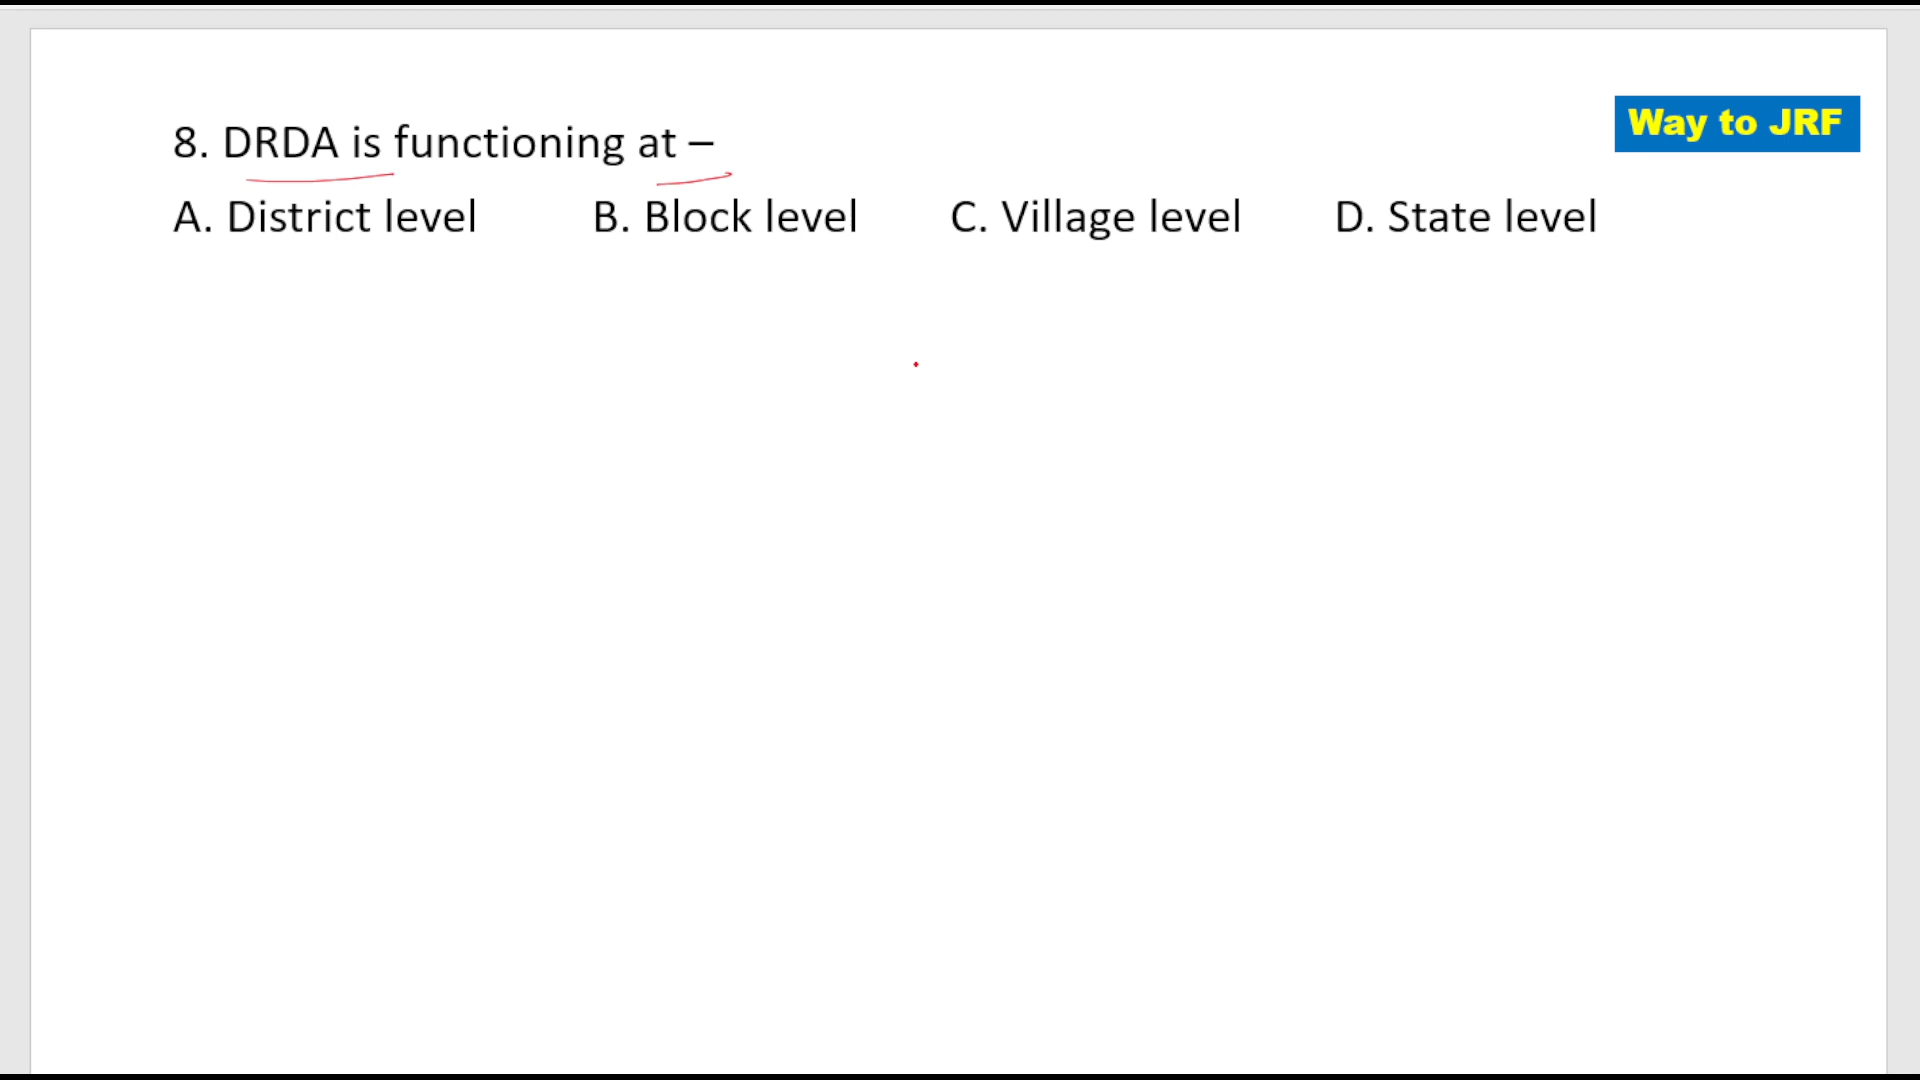 Way to JRF
8. DRDA is functioning at –
A. District level B. Block level C. Village level D. State level